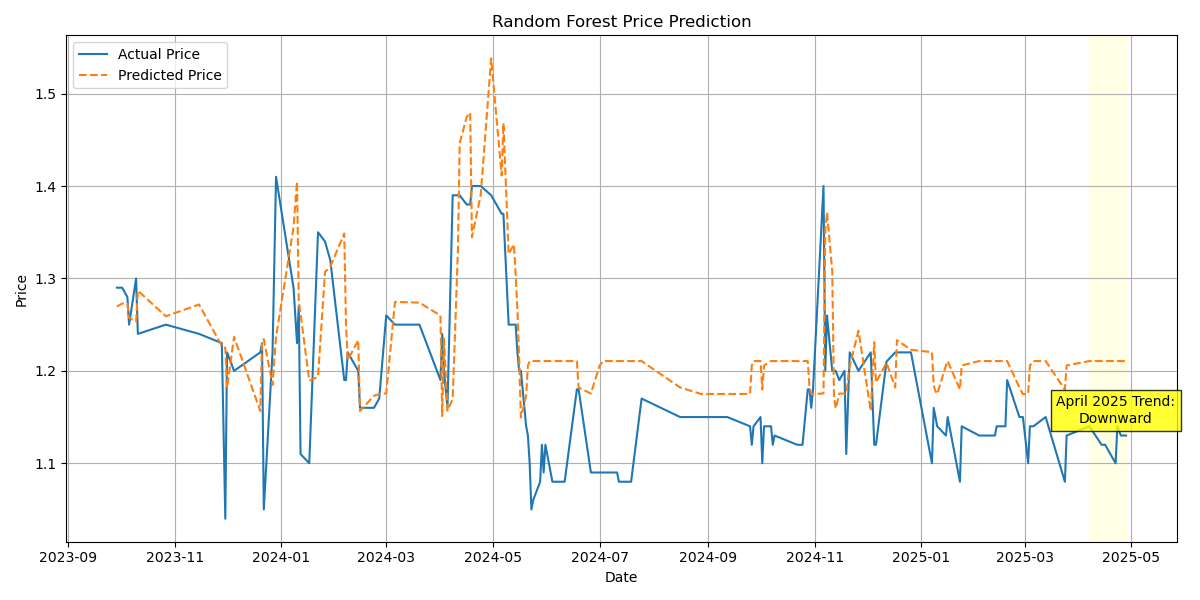 Random Forest Price Prediction
Actual Price
Predicted Price
Price
1.5
1.4
1.3
1.2
1.1
April 2025 Trend:
Downward
2023-09 2023-11 2024-01 2024-03 2024-05 2024-07 2024-09 2024-11 2025-01 2025-03 2025-05
Date